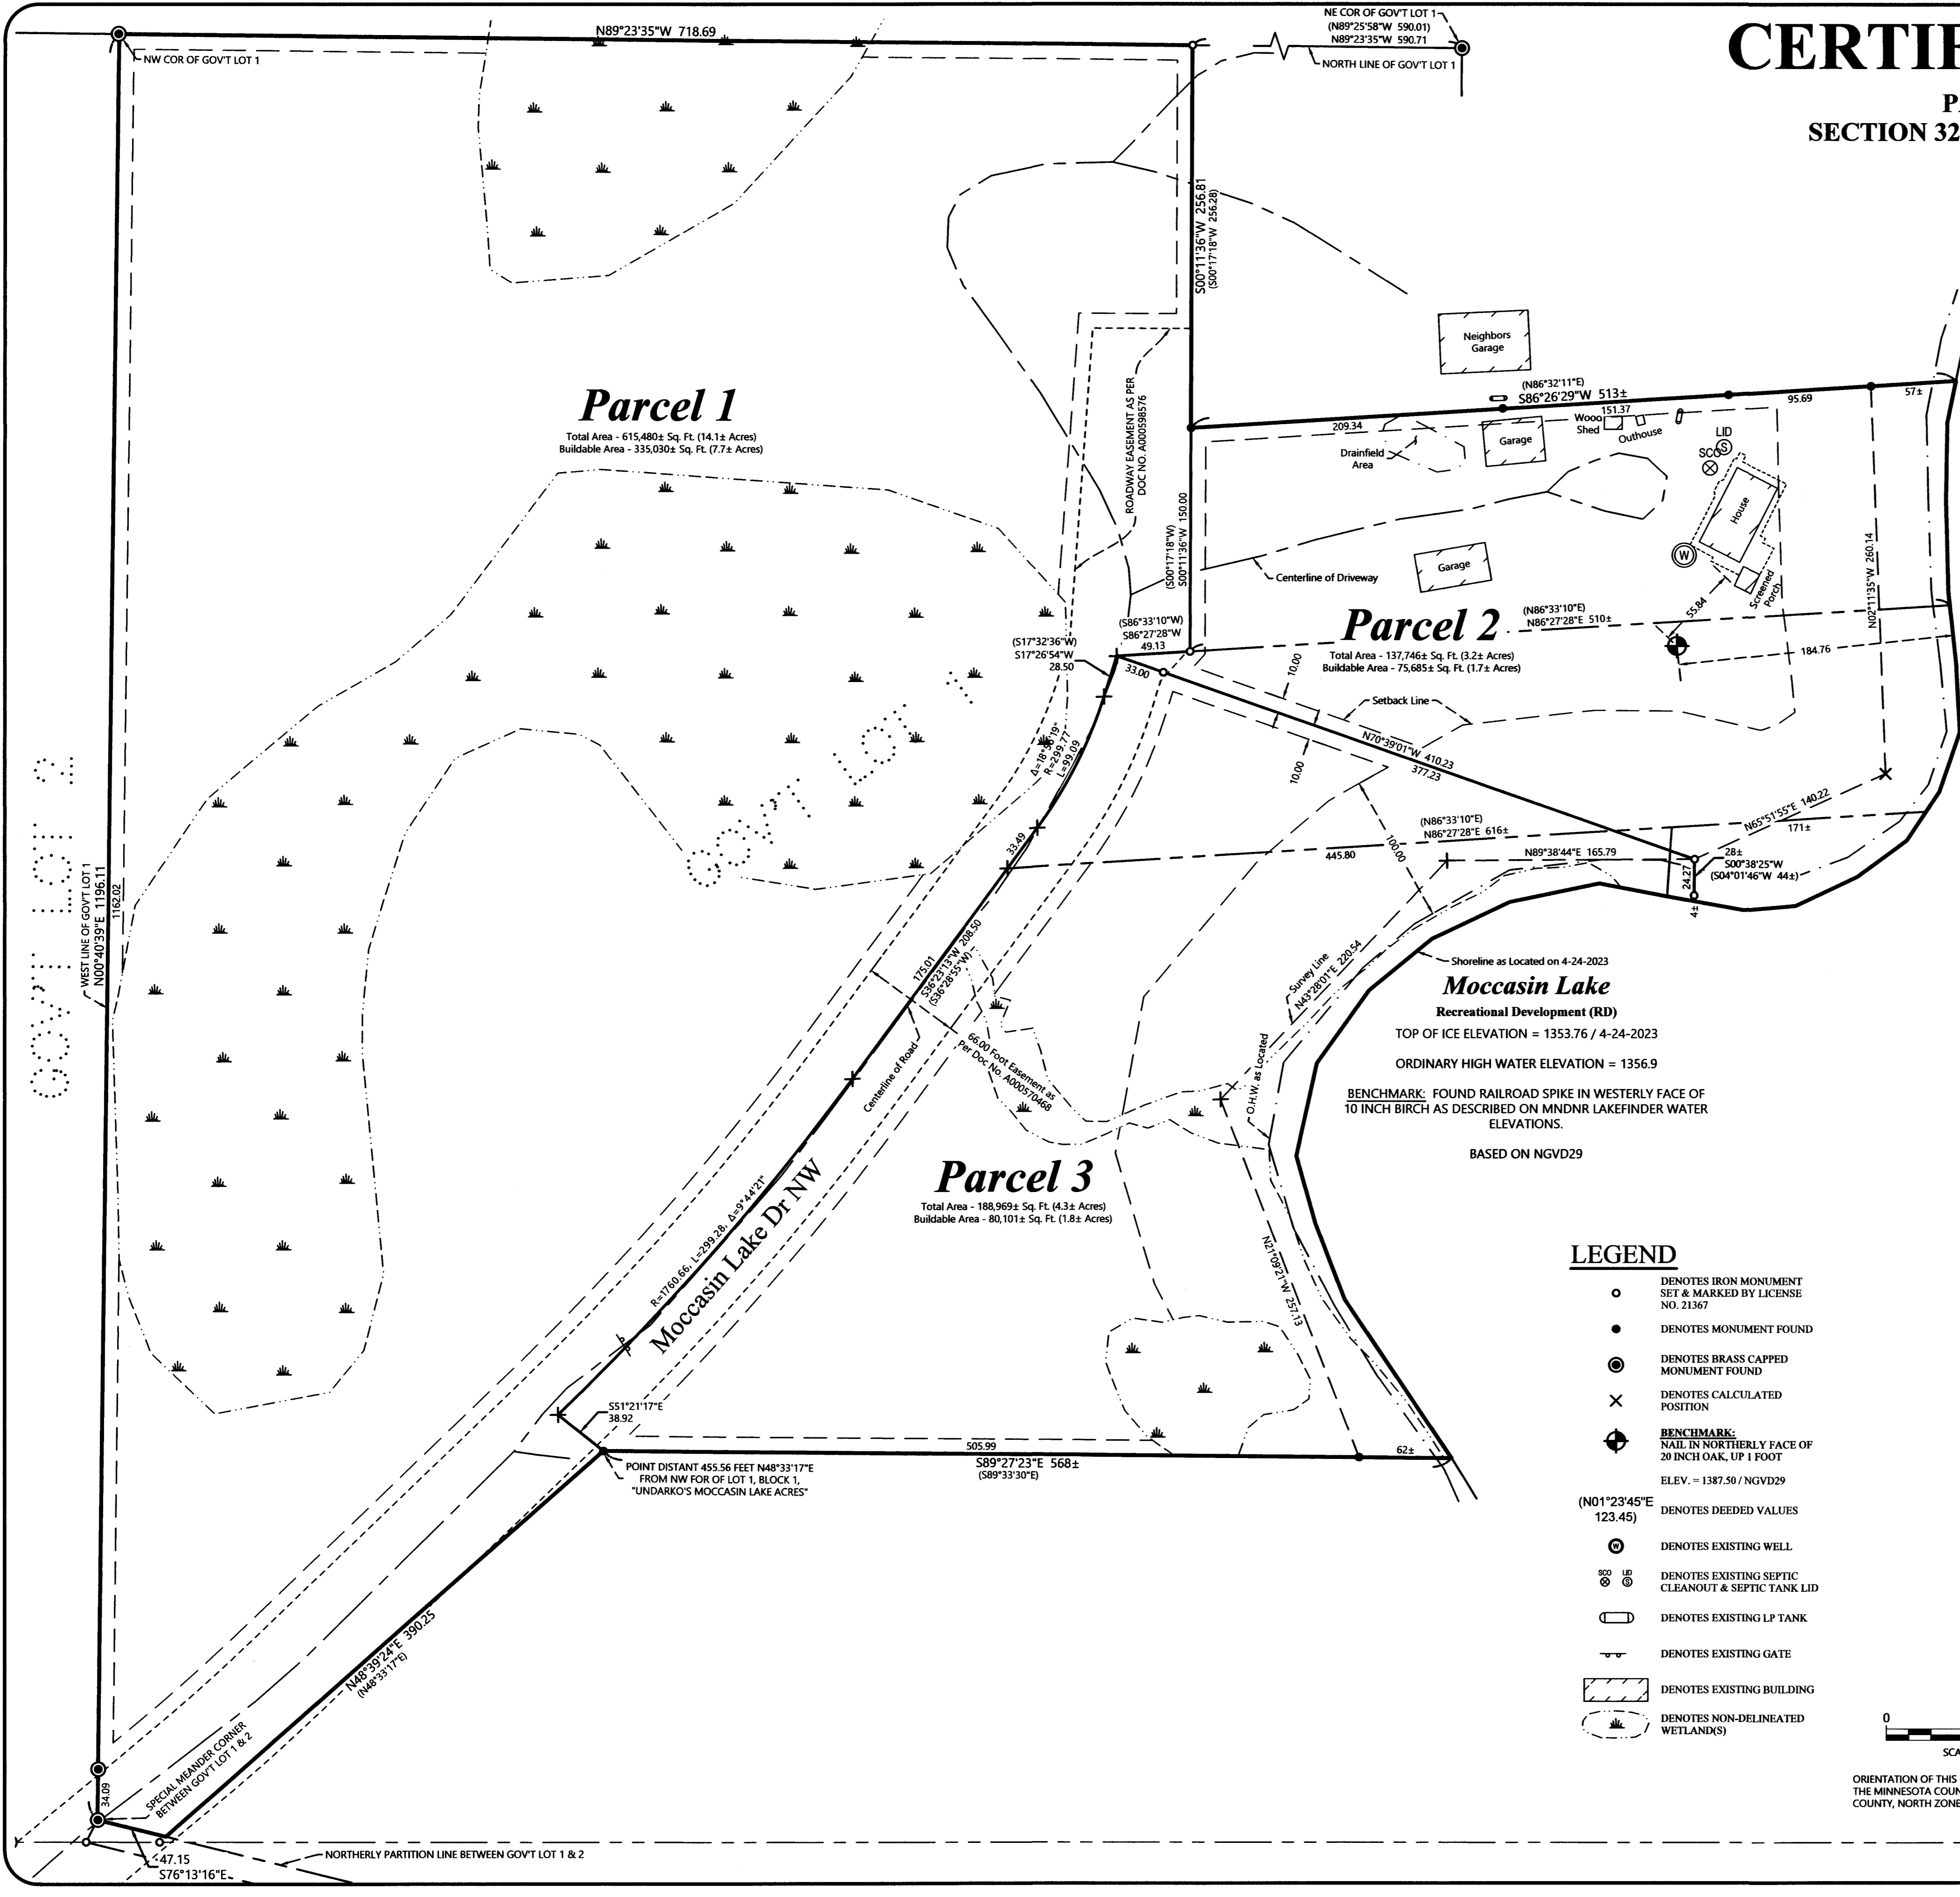 CERTIF
P
SECTION 32
N89°23'35"W 718.69
NW COR OF GOV'T LOT 1
NE COR OF GOV'T LOT 1
(N89°25'58"W 590.01)
N89°23'35"W 590.71
NORTH LINE OF GOV'T LOT 1
S00°11'36"W 256.81
(S00°17'18"W 256.28)
Parcel 1
Total Area - 615,480± Sq. Ft. (14.1± Acres)
Buildable Area - 335,030± Sq. Ft. (7.7± Acres)
ROADWAY EASEMENT AS PER
DOC NO. A000598576
Neighbors
Garage
(N86°32'11"E)
S86°26'29"W 513±
209.34
151.37
95.69
57±
Drainfield
Area
Garage
Wood
Shed
Outhouse
LID
S
SCO
House
W
Screened
Porch
55.84
(S00°17'18"W)
S00°11'36"W 150.00
Centerline of Driveway
Garage
N02°11'35"W 260.14
Parcel 2
Total Area - 137,746± Sq. Ft. (3.2± Acres)
Buildable Area - 75,685± Sq. Ft. (1.7± Acres)
(N86°33'10"E)
N86°27'28"E 510±
184.76
(S86°33'10"W)
S86°27'28"W
49.13
(S17°32'36"W)
S17°26'54"W
28.50
33.00
10.00
Setback Line
N70°39'01"W 410.23
377.23
10.00
Δ=18°56'19"
R=299.77
L=99.09
GOV'T LOT 1
GOV'T LOT 2
WEST LINE OF GOV'T LOT 1
N00°40'39"E 1196.11
1162.02
33.49
445.80
(N86°33'10"E)
N86°27'28"E 616±
171±
N65°51'55"E 140.22
N89°38'44"E 165.79
28±
S00°38'25"W
(S04°01'46"W 44±)
24.27
4±
100.00
175.01
S36°23'13"W 208.50
(S36°28'55"W)
Survey Line
N43°28'01"E 220.54
Shoreline as Located on 4-24-2023
Moccasin Lake
Recreational Development (RD)
TOP OF ICE ELEVATION = 1353.76 / 4-24-2023
ORDINARY HIGH WATER ELEVATION = 1356.9
BENCHMARK: FOUND RAILROAD SPIKE IN WESTERLY FACE OF
10 INCH BIRCH AS DESCRIBED ON MNDNR LAKEFINDER WATER
ELEVATIONS.
BASED ON NGVD29
Centerline of Road
66.00 Foot Easement as
Per Doc No. A000570468
O.H.W. as Located
Parcel 3
Total Area - 188,969± Sq. Ft. (4.3± Acres)
Buildable Area - 80,101± Sq. Ft. (1.8± Acres)
R=1760.66, L=299.28, Δ=9°44'21"
Moccasin Lake Dr NW
N21°09'21"W 257.13
S51°21'17"E
38.92
505.99
S89°27'23"E 568±
(S89°33'30"E)
62±
POINT DISTANT 455.56 FEET N48°33'17"E
FROM NW FOR OF LOT 1, BLOCK 1,
"UNDARKO'S MOCCASIN LAKE ACRES"
N48°39'24"E 390.25
(N48°33'17"E)
SPECIAL MEANDER CORNER
BETWEEN GOV'T LOT 1 & 2
34.09
47.15
S76°13'16"E
NORTHERLY PARTITION LINE BETWEEN GOV'T LOT 1 & 2
LEGEND
DENOTES IRON MONUMENT
SET & MARKED BY LICENSE
NO. 21367
DENOTES MONUMENT FOUND
DENOTES BRASS CAPPED
MONUMENT FOUND
DENOTES CALCULATED
POSITION
BENCHMARK:
NAIL IN NORTHERLY FACE OF
20 INCH OAK, UP 1 FOOT
ELEV. = 1387.50 / NGVD29
(N01°23'45"E
123.45)
DENOTES DEEDED VALUES
W
DENOTES EXISTING WELL
SCO LID
S
DENOTES EXISTING SEPTIC
CLEANOUT & SEPTIC TANK LID
DENOTES EXISTING LP TANK
DENOTES EXISTING GATE
DENOTES EXISTING BUILDING
DENOTES NON-DELINEATED
WETLAND(S)
0
SCA
ORIENTATION OF THIS
THE MINNESOTA COUN
COUNTY, NORTH ZONE